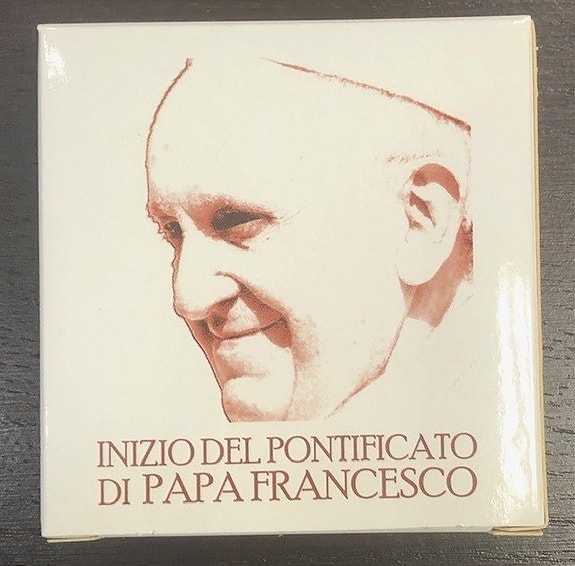 INIZIO DEL PONTIFICATO
DI PAPA FRANCESCO